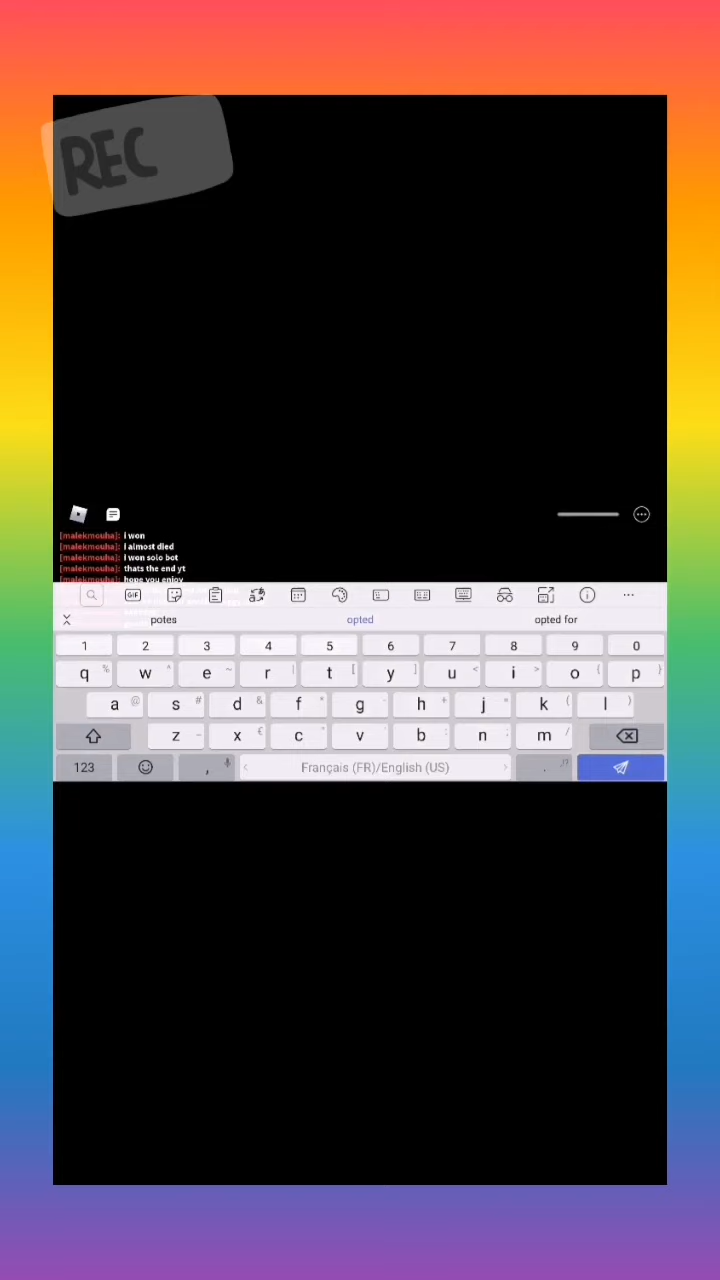 REC
[malekmouha]: i won
[malekmouha]: i almost died
[malekmouha]: i won solo bot
[malekmouha]: thats the end yt
[malekmouha]: hope you enjoy
GIF
potes opted opted for
1 2 3 4 5 6 7 8 9 0
q % w ^ e ~ r | t [ y ] u < i > o { p }
a @ s # d & f * g - h + j = k ( l )
z _ x € c " v ' b : n ; m /
123 , Français (FR)/English (US) . ,!?